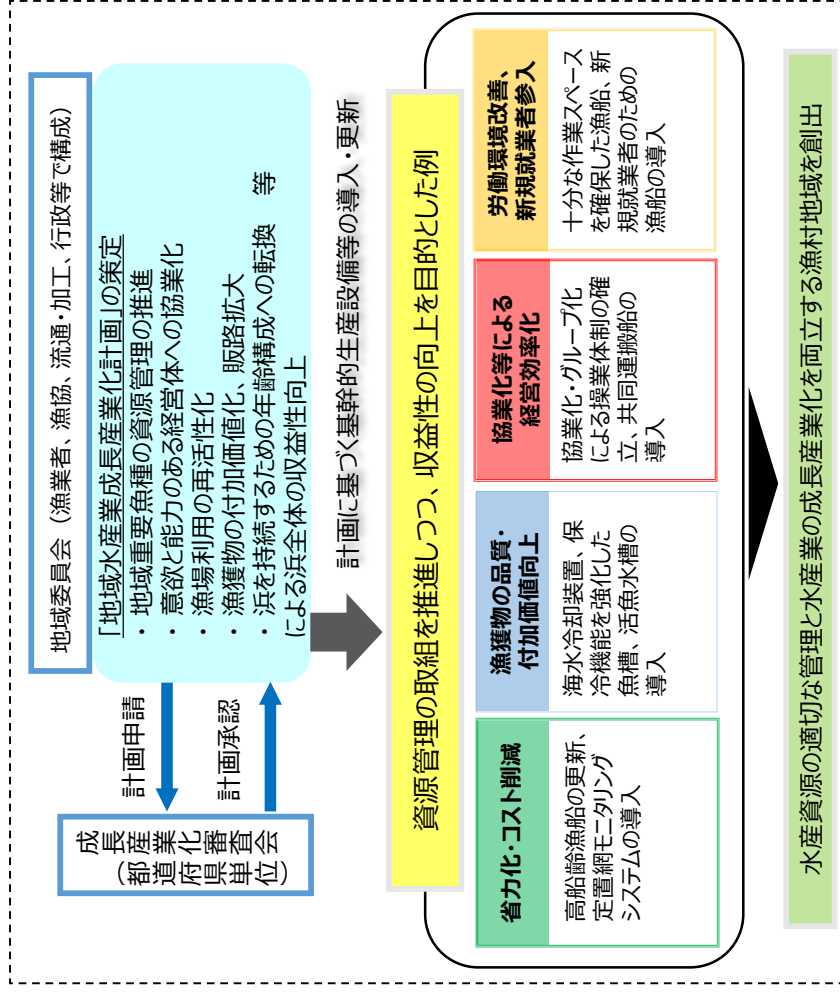 地域委員会（漁業者、漁協、流通・加工、行政等で構成）
「地域水産業成長産業化計画」の策定
・ 地域重要魚種の資源管理の推進
・ 意欲と能力のある経営体への協業化
・ 漁場利用の再活性化
・ 漁獲物の付加価値化、販路拡大
・ 浜を持続するための年齢構成への転換　等
による浜全体の収益性向上
計画申請
計画承認
成長産業化審査会
（都道府県単位）
計画に基づく基幹的生産設備等の導入・更新
資源管理の取組を推進しつつ、収益性の向上を目的とした例
省力化・コスト削減
高船齢漁船の更新、
定置網モニタリング
システムの導入
漁獲物の品質・
付加価値向上
海水冷却装置、保
冷機能を強化した
魚槽、活魚水槽の
導入
協業化等による
経営効率化
協業化・グループ化
による操業体制の確
立、共同運搬船の
導入
労働環境改善、
新規就業者参入
十分な作業スペース
を確保した漁船、新
規就業者のための
漁船の導入
水産資源の適切な管理と水産業の成長産業化を両立する漁村地域を創出